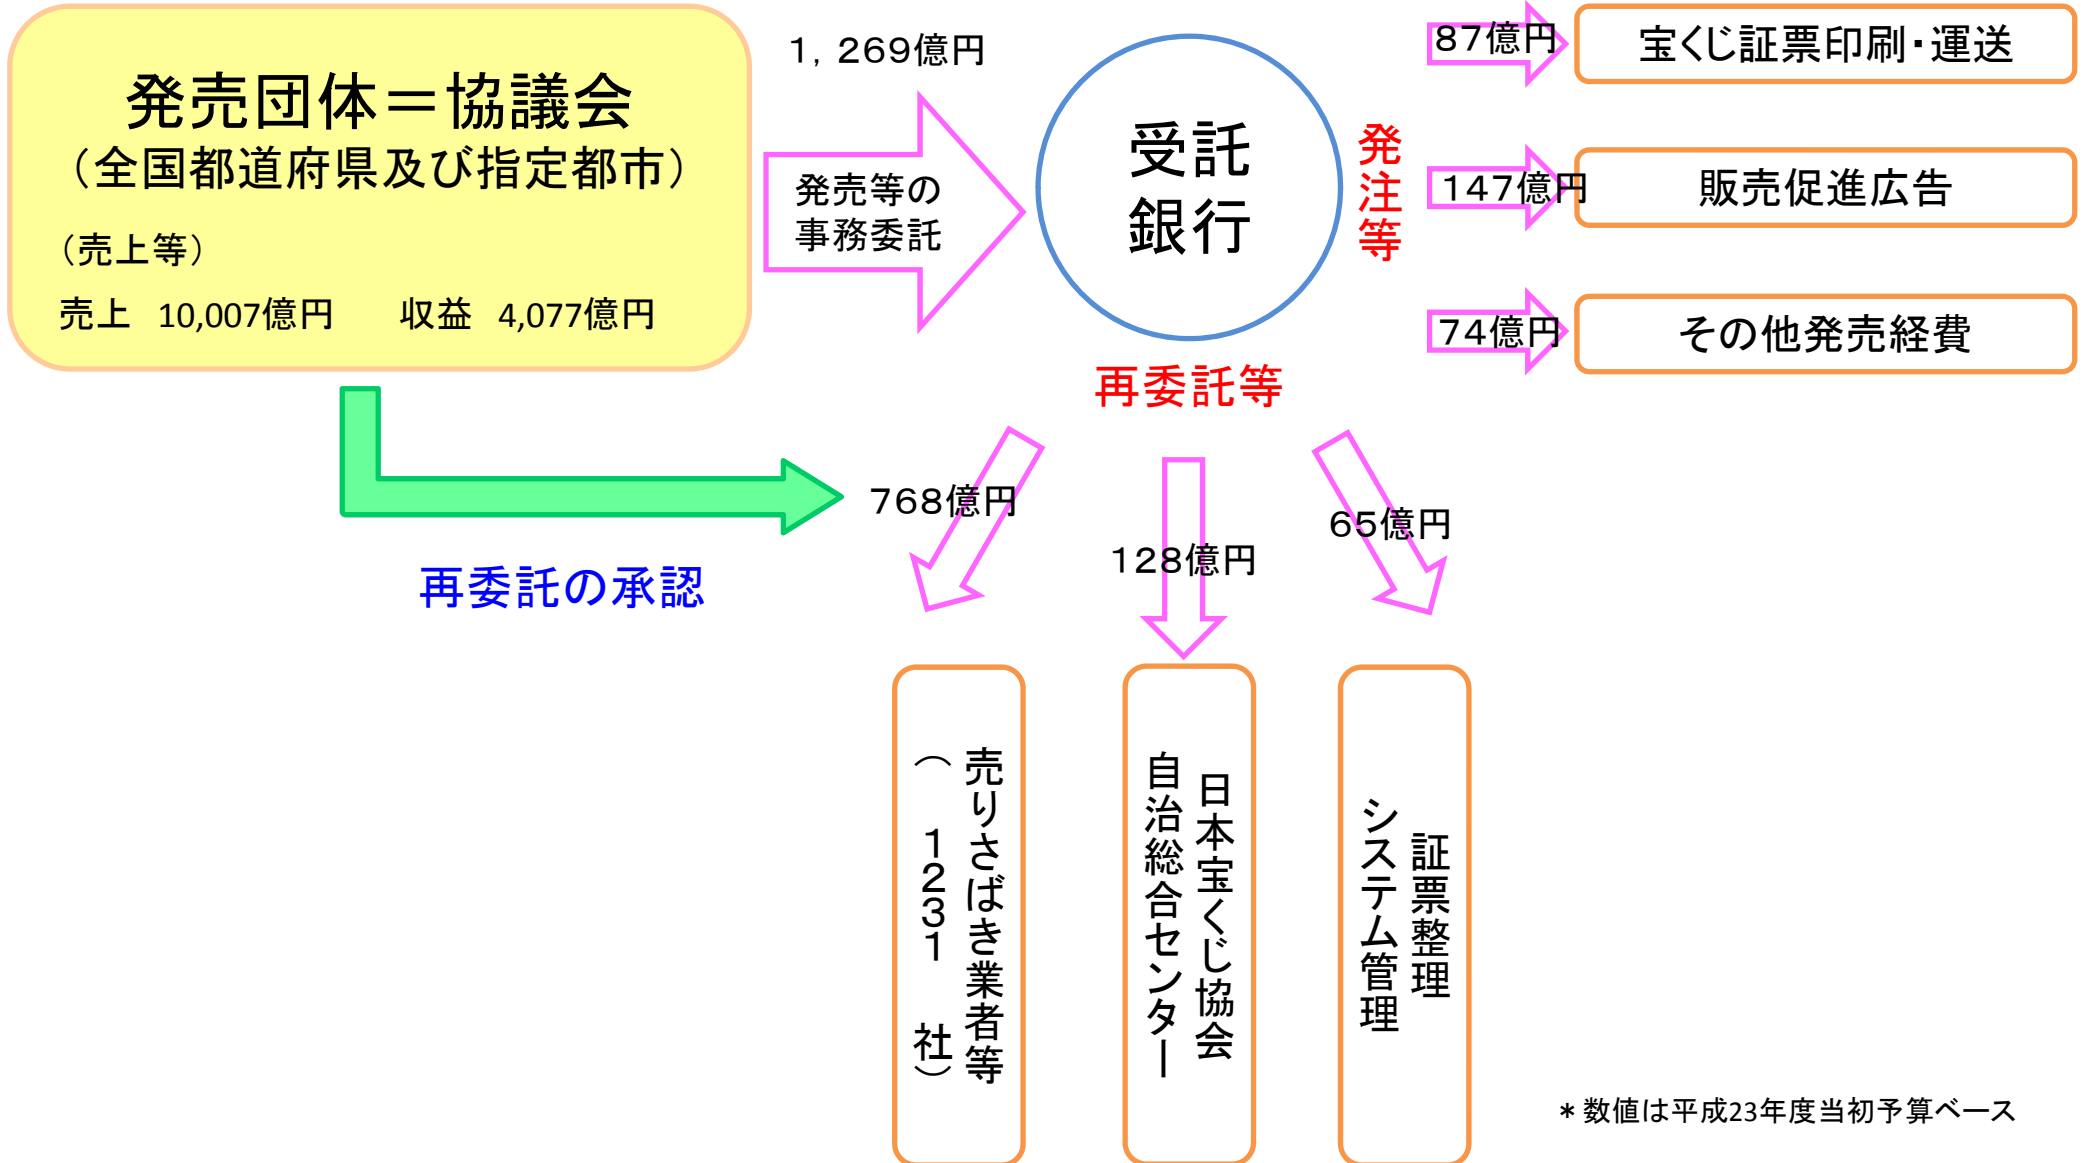 発売団体＝協議会
（全国都道府県及び指定都市）
（売上等）
売上 10,007億円 収益 4,077億円
１，２６９億円
発売等の
事務委託
受託
銀行
発注等
８７億円
宝くじ証票印刷・運送
１４７億円
販売促進広告
７４億円
その他発売経費
再委託等
再委託の承認
７６８億円
１２８億円
６５億円
売りさばき業者等
（１２３１社）
日本宝くじ協会
自治総合センター
証票整理
システム管理
＊数値は平成23年度当初予算ベース